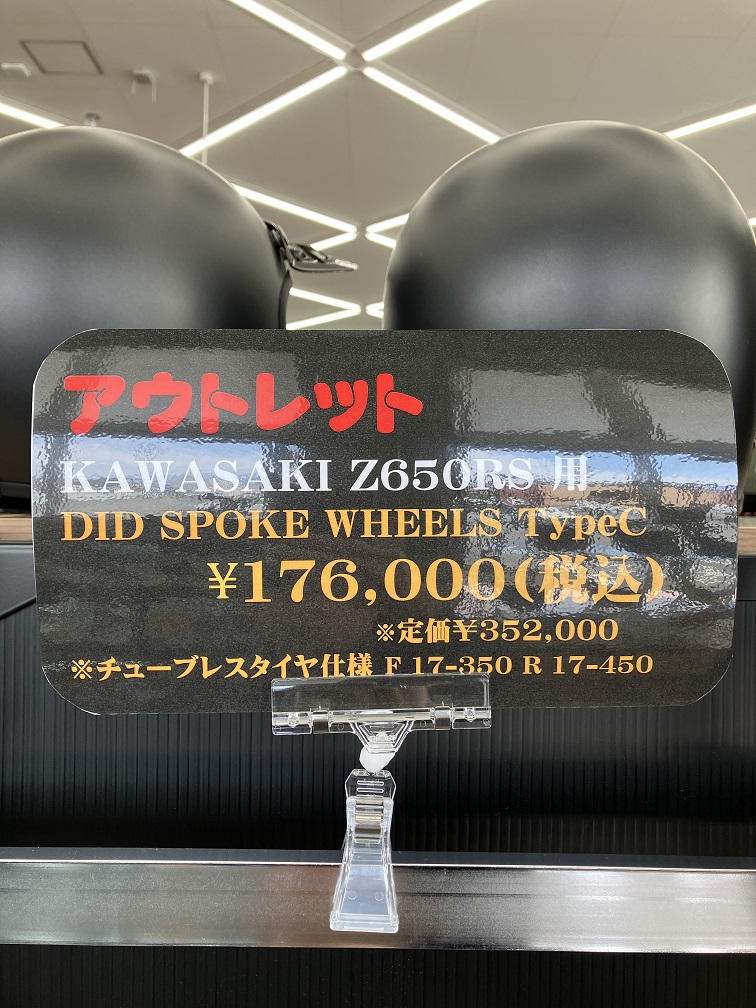 アウトレット
KAWASAKI Z650RS 用
DID SPOKE WHEELS TypeC
¥176,000(税込)
※定価¥352,000
※チューブレスタイヤ仕様 F 17-350 R 17-450